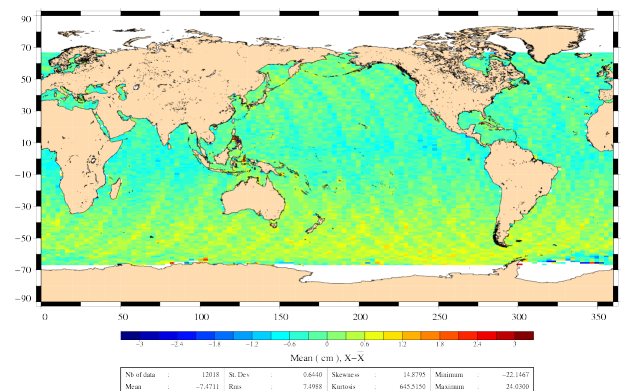 90
70
50
30
10
−10
−30
−50
−70
−90
0 50 100 150 200 250 300 350
−3 −2.4 −1.8 −1.2 −0.6 0 0.6 1.2 1.8 2.4 3
Mean ( cm ), X−X̄
Nb of data : 12018 St. Dev : 0.6440 Skewness : 14.8795 Minimum : −22.1467
Mean : −7.4711 Rms : 7.4988 Kurtosis : 645.5150 Maximum : 24.0300